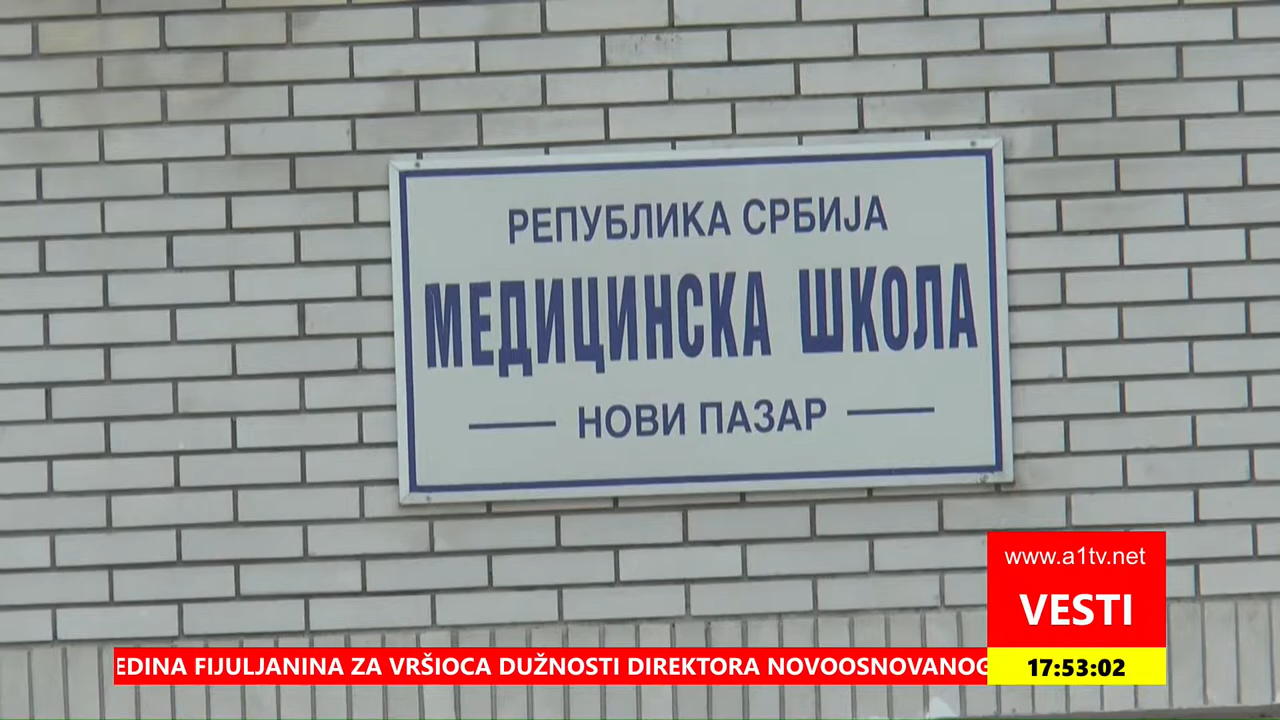 РЕПУБЛИКА СРБИЈА
МЕДИЦИНСКА ШКОЛА
НОВИ ПАЗАР
www.a1tv.net
VESTI
EDINA FIJULJANINA ZA VRŠIOCA DUŽNOSTI DIREKTORA NOVOOSNOVANOG
17:53:02